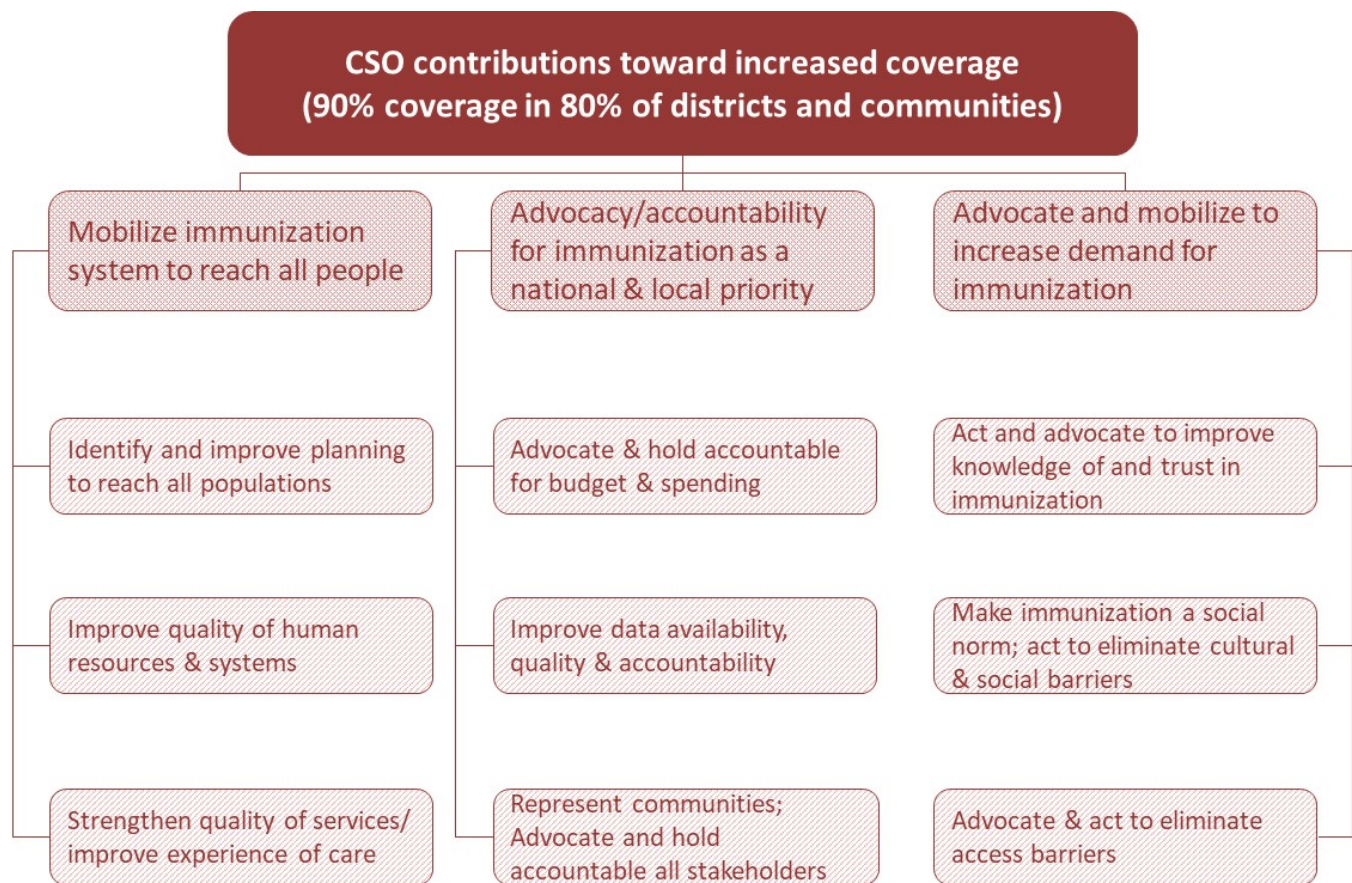 CSO contributions toward increased coverage
(90% coverage in 80% of districts and communities)
Mobilize immunization
system to reach all people
Advocacy/accountability
for immunization as a
national & local priority
Advocate and mobilize to
increase demand for
immunization
Identify and improve planning
to reach all populations
Advocate & hold accountable
for budget & spending
Act and advocate to improve
knowledge of and trust in
immunization
Improve quality of human
resources & systems
Improve data availability,
quality & accountability
Make immunization a social
norm; act to eliminate cultural
& social barriers
Strengthen quality of services/
improve experience of care
Represent communities;
Advocate and hold
accountable all stakeholders
Advocate & act to eliminate
access barriers